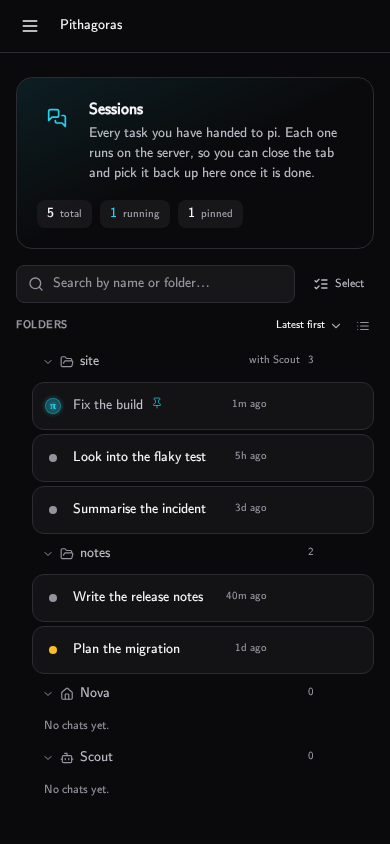 Pithagoras
Sessions
Every task you have handed to pi. Each one
runs on the server, so you can close the tab
and pick it back up here once it is done.
5 total 1 running 1 pinned
Search by name or folder…
Select
FOLDERS
Latest first
site with Scout 3
π Fix the build 1m ago
Look into the flaky test 5h ago
Summarise the incident 3d ago
notes 2
Write the release notes 40m ago
Plan the migration 1d ago
Nova 0
No chats yet.
Scout 0
No chats yet.